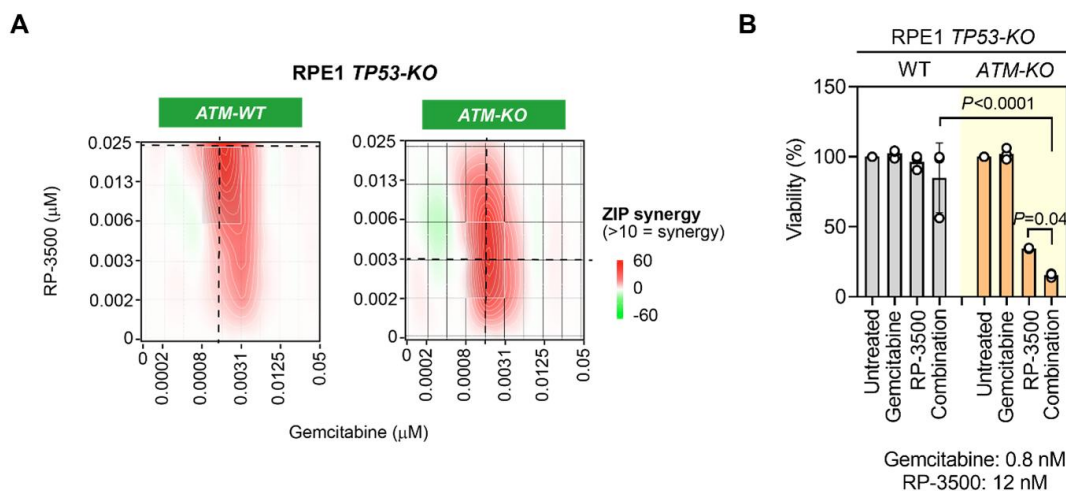 A
RPE1 TP53-KO
ATM-WT
ATM-KO
RP-3500 (μM)
0.025
0.013
0.006
0.003
0.002
0
0
0.0002
0.0008
0.0031
0.0125
0.05
0.025
0.013
0.006
0.003
0.002
0
0
0.0002
0.0008
0.0031
0.0125
0.05
Gemcitabine (μM)
ZIP synergy
(>10 = synergy)
60
0
-60
B
RPE1 TP53-KO
WT
ATM-KO
Viability (%)
150
100
50
0
P<0.0001
P=0.04
Untreated
Gemcitabine
RP-3500
Combination
Untreated
Gemcitabine
RP-3500
Combination
Gemcitabine: 0.8 nM
RP-3500: 12 nM